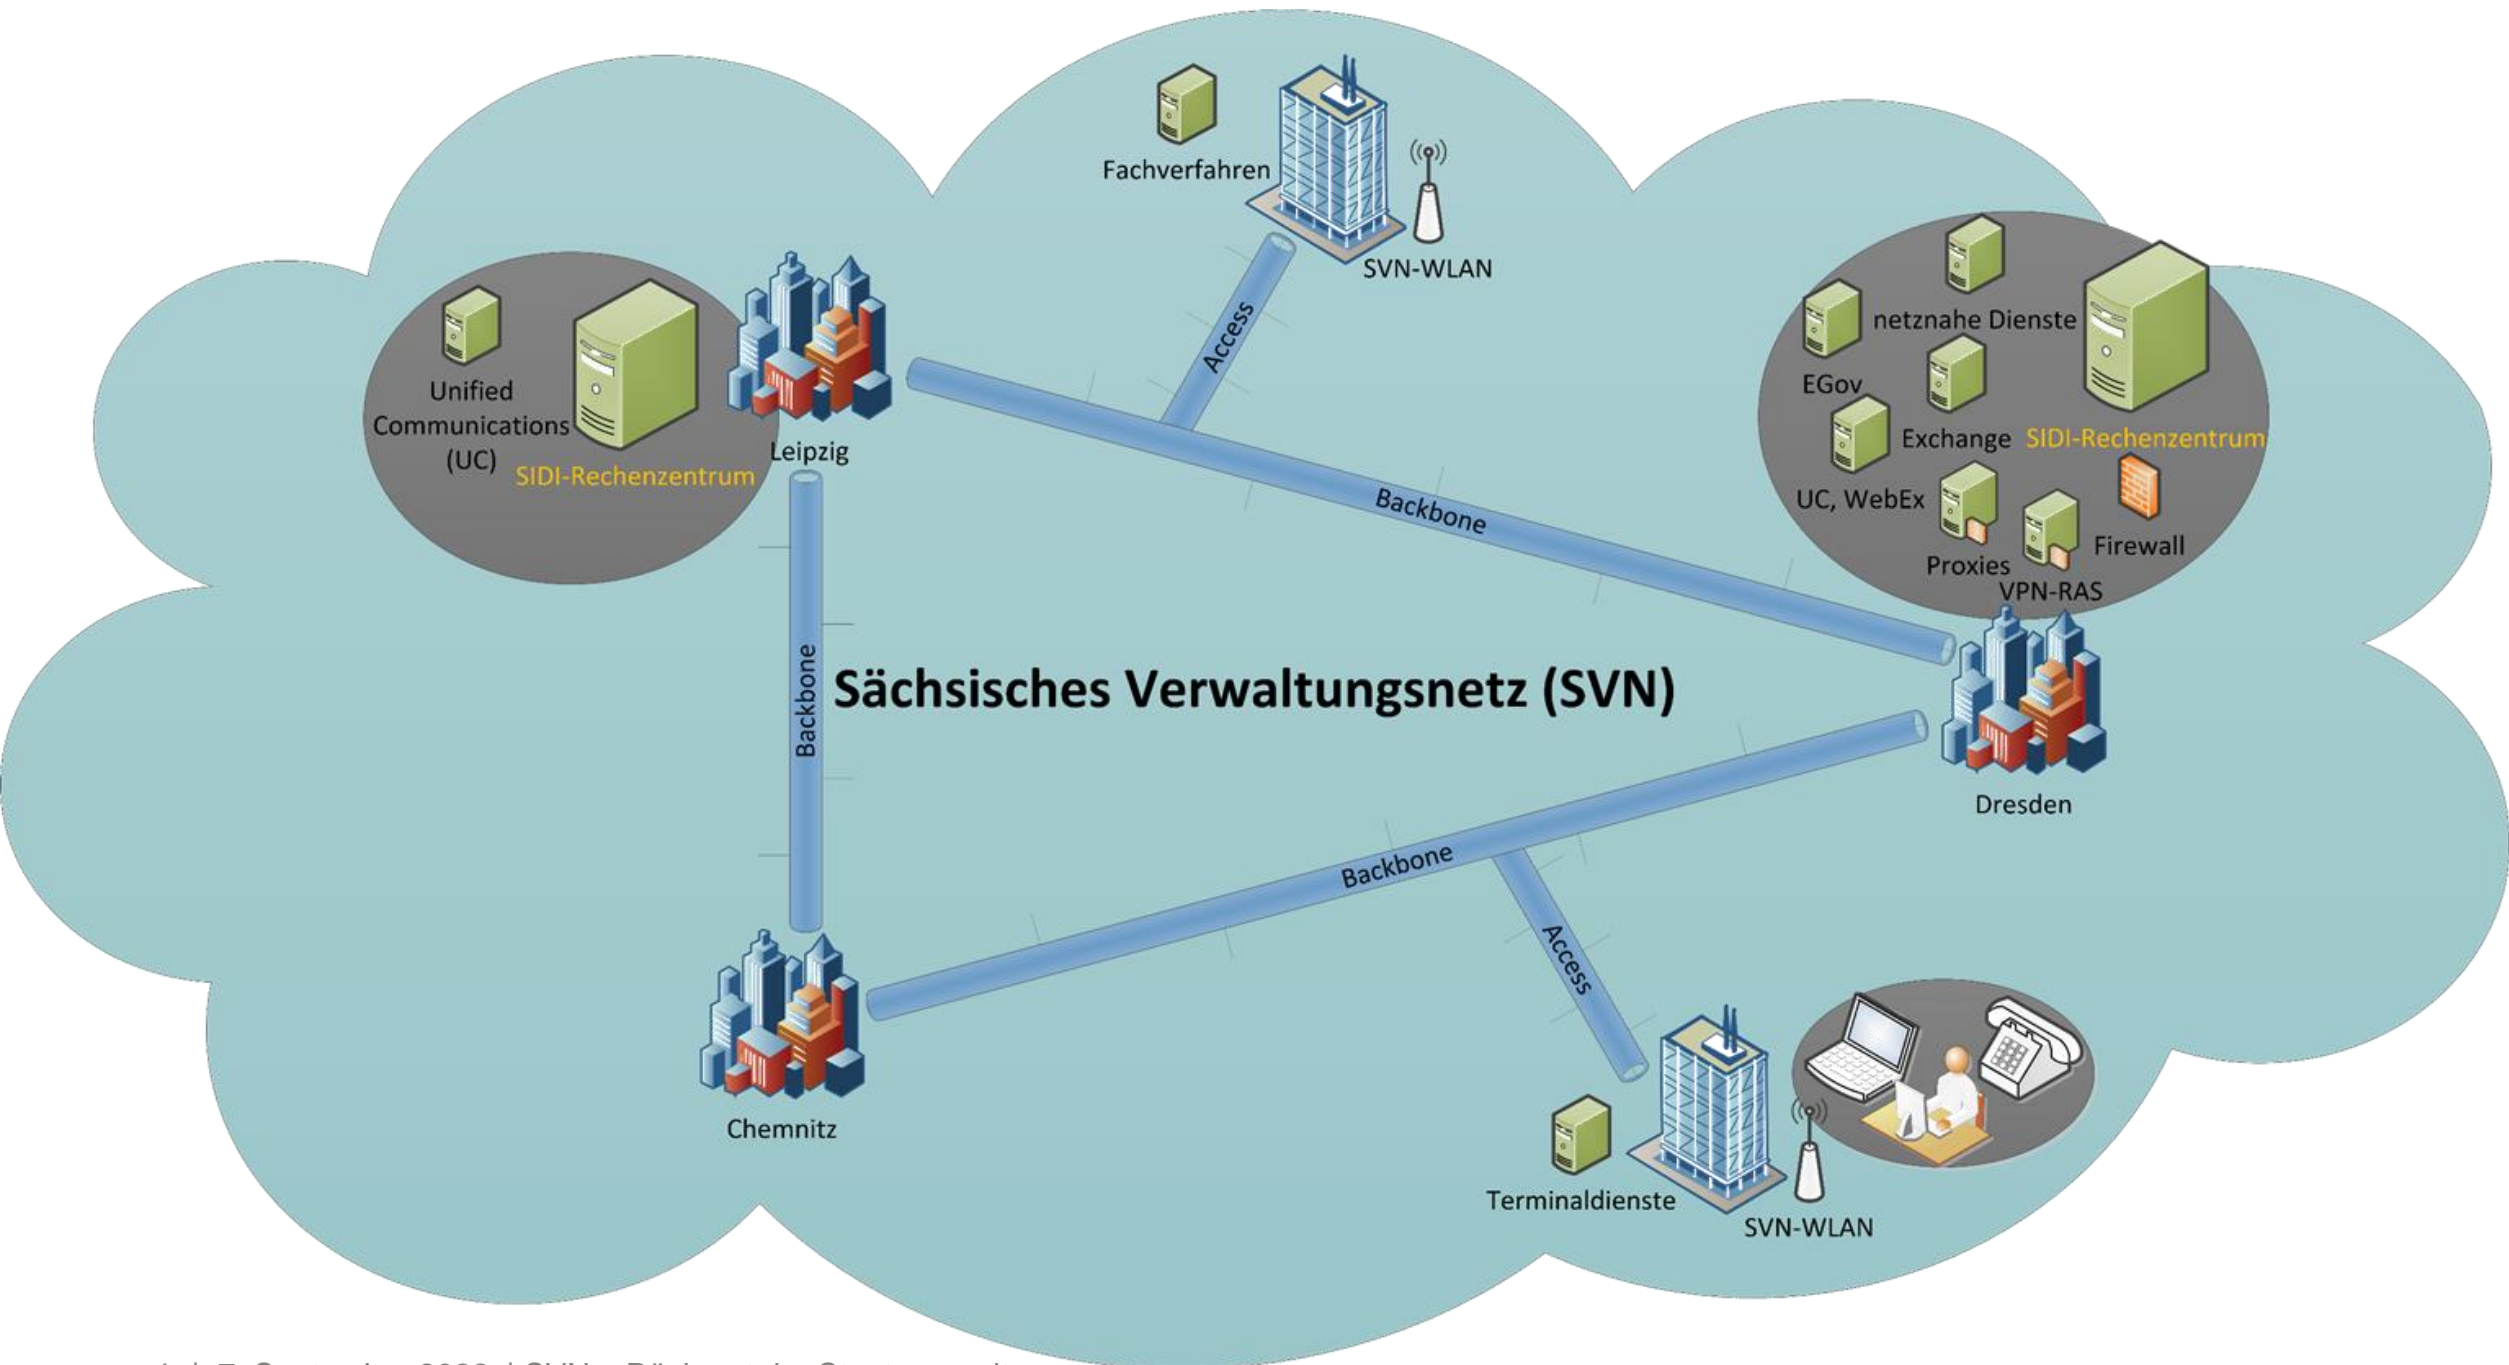 Fachverfahren
SVN-WLAN
Access
Unified
Communications
(UC)
SIDI-Rechenzentrum
Leipzig
netznahe Dienste
EGov
Exchange
SIDI-Rechenzentrum
UC, WebEx
Proxies
Firewall
VPN-RAS
Backbone
Backbone
Sächsisches Verwaltungsnetz (SVN)
Dresden
Backbone
Access
Chemnitz
Terminaldienste
SVN-WLAN